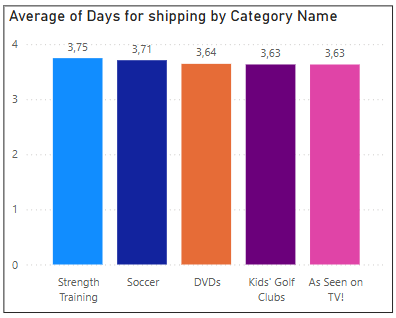 Average of Days for shipping by Category Name
4
3
2
1
0
3,75
3,71
3,64
3,63
3,63
Strength
Training
Soccer
DVDs
Kids' Golf
Clubs
As Seen on
TV!